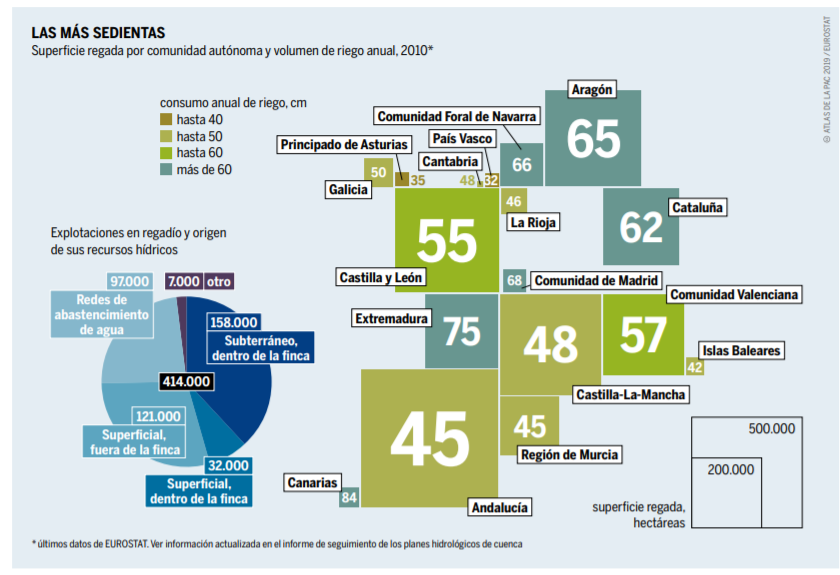 LAS MÁS SEDIENTAS
Superficie regada por comunidad autónoma y volumen de riego anual, 2010*
consumo anual de riego, cm
hasta 40
hasta 50
hasta 60
más de 60
Aragón
65
Comunidad Foral de Navarra
66
País Vasco
32
Principado de Asturias
35
Cantabria
48
50
Galicia
46
La Rioja
Cataluña
62
55
Castilla y León
68
Comunidad de Madrid
Comunidad Valenciana
57
Extremadura
75
48
Castilla-La-Mancha
Islas Baleares
42
45
Región de Murcia
45
Andalucía
Canarias
84
Explotaciones en regadío y origen
de sus recursos hídricos
97.000
Redes de
abastencimiento
de agua
7.000 otro
158.000
Subterráneo,
dentro de la finca
414.000
121.000
Superficial,
fuera de la finca
32.000
Superficial,
dentro de la finca
500.000
200.000
superficie regada,
hectáreas
* últimos datos de EUROSTAT. Ver información actualizada en el informe de seguimiento de los planes hidrológicos de cuenca
© ATLAS DE LA PAC 2019 / EUROSTAT